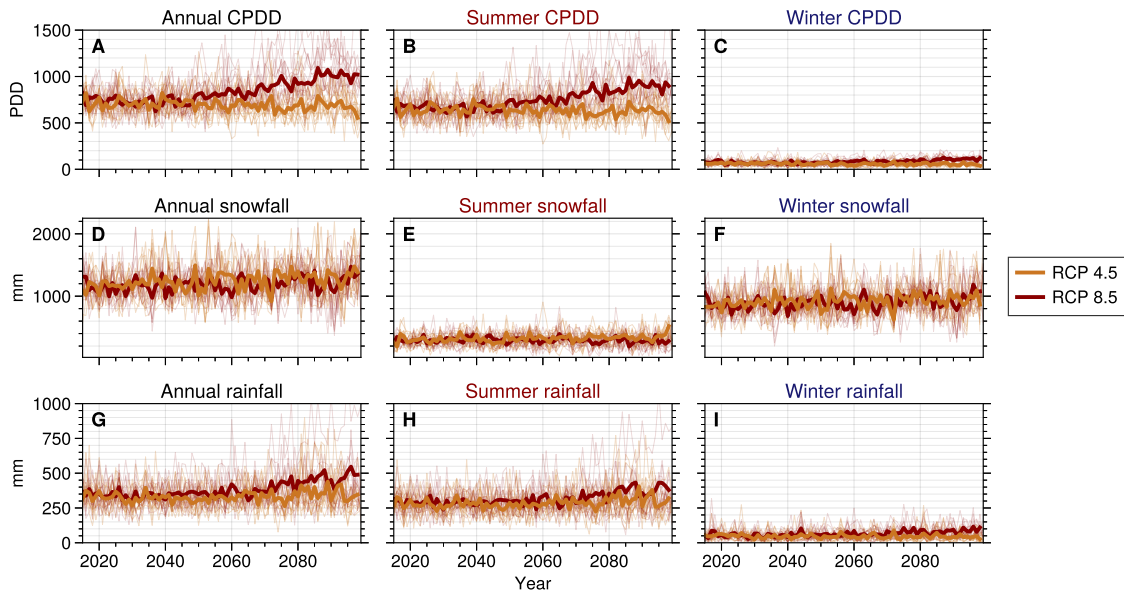 Annual CPDD Summer CPDD Winter CPDD
A B C
1500
1000
500
0
PDD
Annual snowfall Summer snowfall Winter snowfall
D E F
2000
1000
mm
RCP 4.5
RCP 8.5
Annual rainfall Summer rainfall Winter rainfall
G H I
1000
750
500
250
0
mm
2020 2040 2060 2080 2020 2040 2060 2080 2020 2040 2060 2080
Year